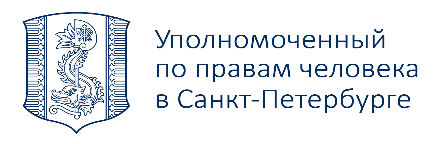 Уполномоченный
по правам человека
в Санкт-Петербурге